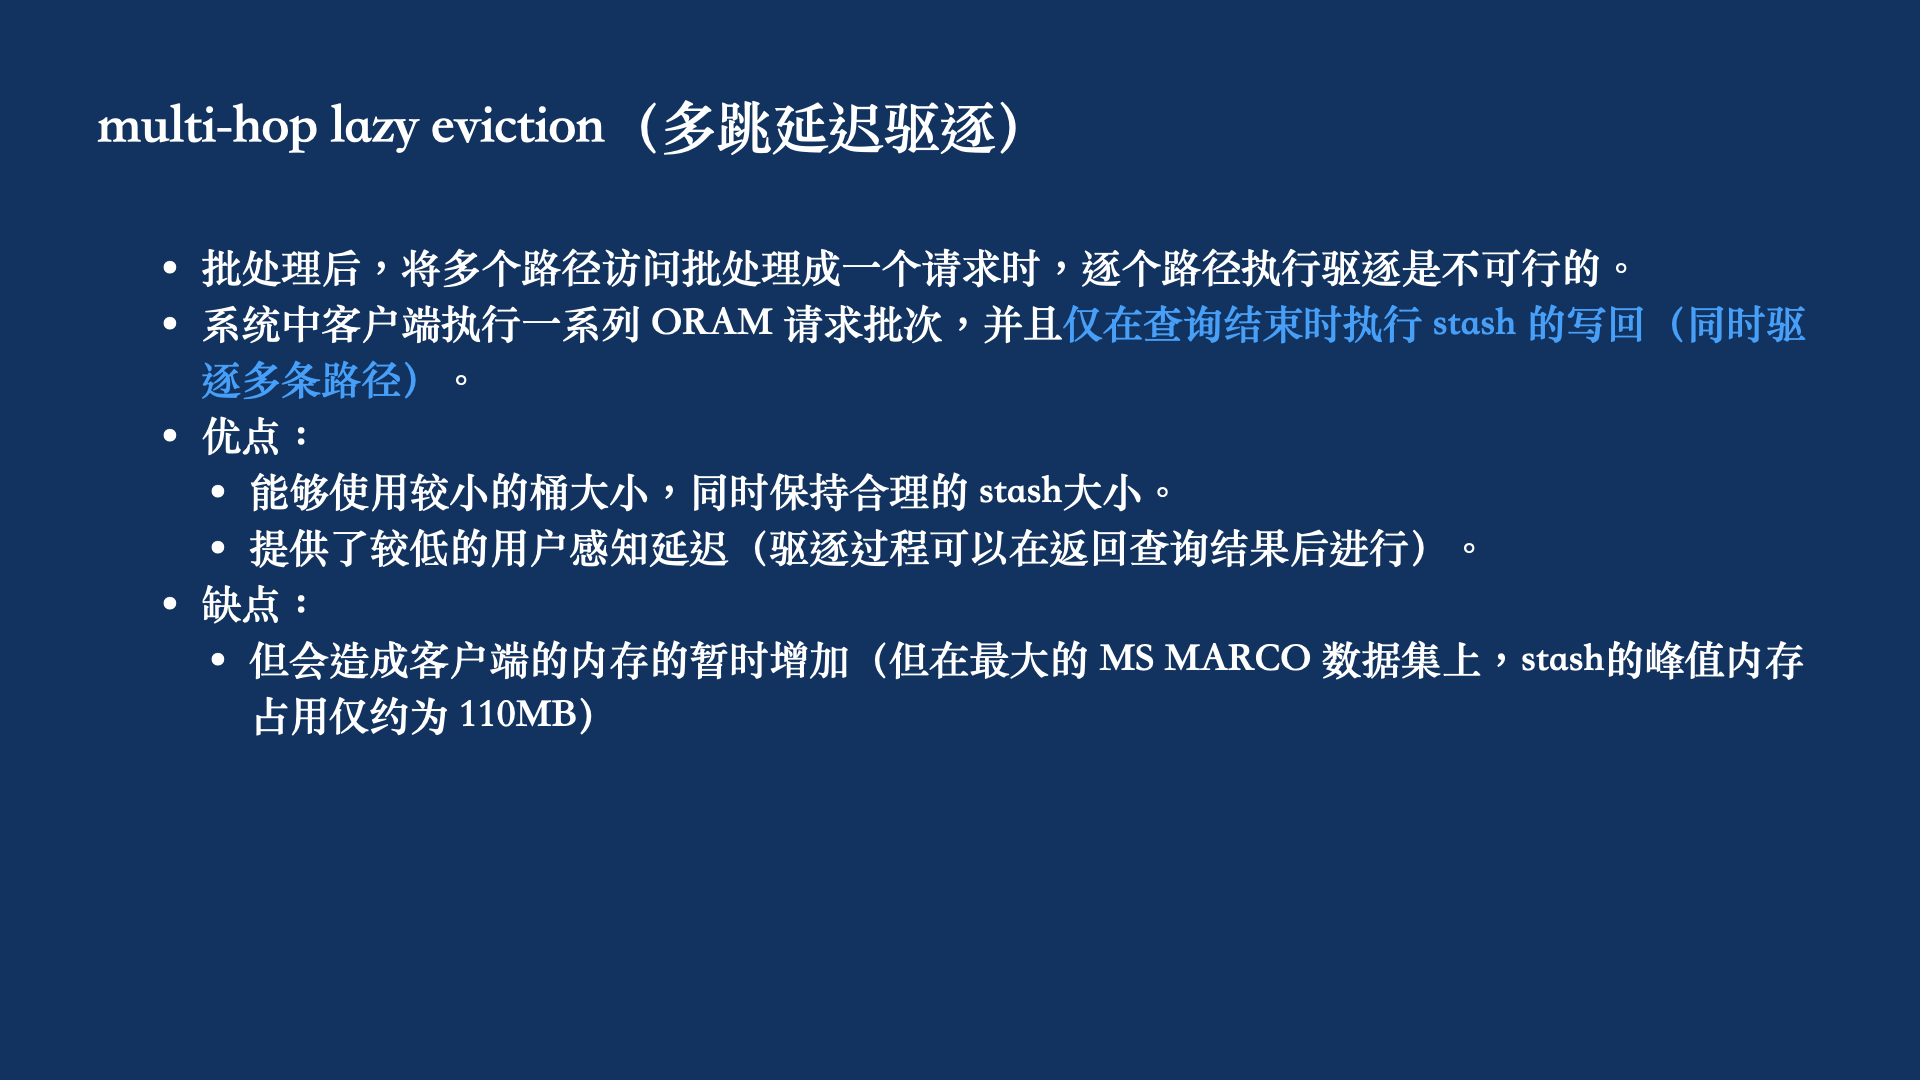 multi-hop lazy eviction（多跳延迟驱逐）
• 批处理后，将多个路径访问批处理成一个请求时，逐个路径执行驱逐是不可行的。
• 系统中客户端执行一系列 ORAM 请求批次，并且仅在查询结束时执行 stash 的写回（同时驱
逐多条路径）。
• 优点：
• 能够使用较小的桶大小，同时保持合理的 stash大小。
• 提供了较低的用户感知延迟（驱逐过程可以在返回查询结果后进行）。
• 缺点：
• 但会造成客户端的内存的暂时增加（但在最大的 MS MARCO 数据集上，stash的峰值内存
占用仅约为 110MB）